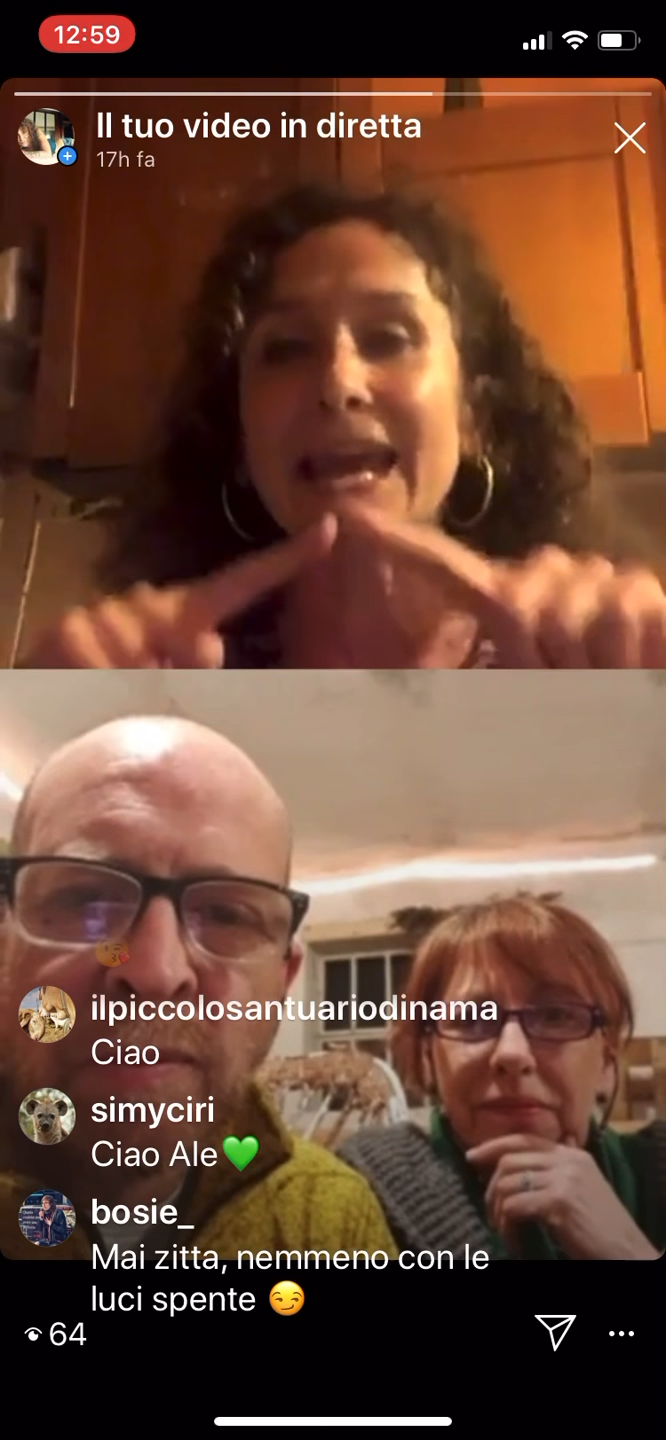 12:59
Il tuo video in diretta
17h fa
ilpiccolosantuariodinama
Ciao
simyciri
Ciao Ale💚
bosie_
Mai zitta, nemmeno con le
luci spente 😏
64